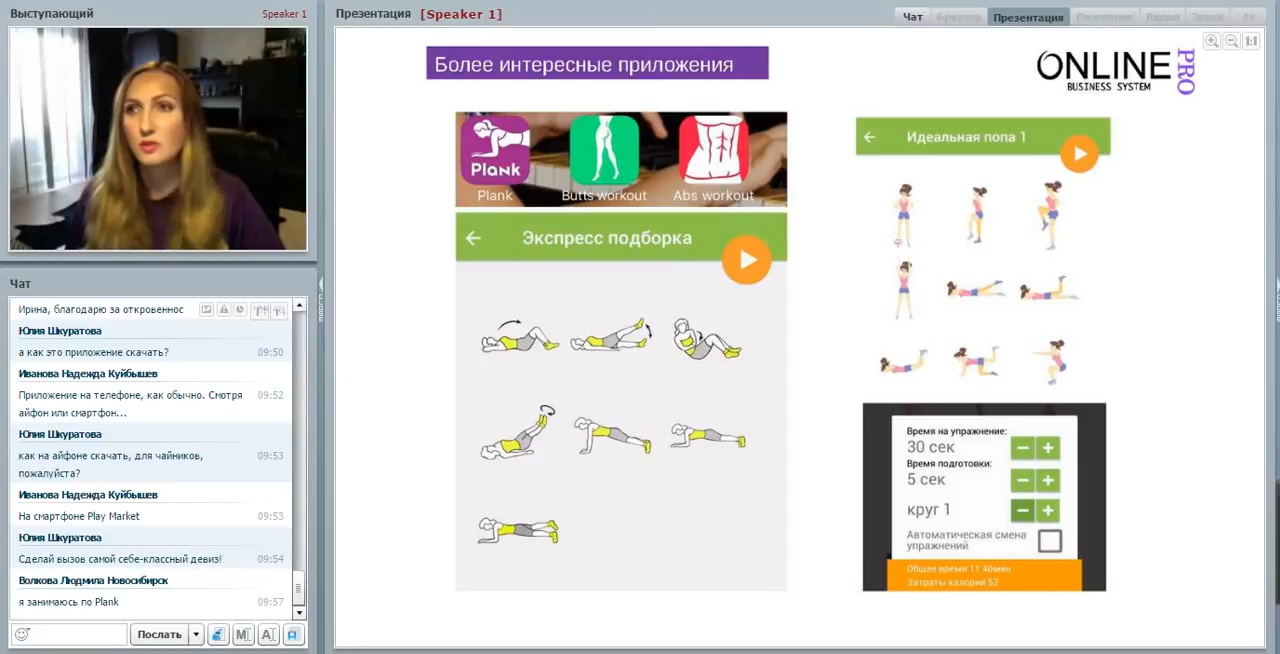 Выступающий
Speaker 1
Презентация [Speaker 1]
Чат
Презентация
1:1
Более интересные приложения
ONLINE
BUSINESS SYSTEM
PRO
Plank
Plank
Butts workout
Abs workout
Экспресс подборка
Идеальная попа 1
Время на упражнение:
30 сек
Время подготовки:
5 сек
круг 1
Автоматическая смена
упражнений
Общее время 11 40мин
Затраты калорий 52
Чат
Ирина, благодарю за откровеннос
Юлия Шкуратова
а как это приложение скачать? 09:50
Иванова Надежда Куйбышев
Приложение на телефоне, как обычно. Смотря 09:52
айфон или смартфон...
Юлия Шкуратова
как на айфоне скачать, для чайников, 09:53
пожалуйста?
Иванова Надежда Куйбышев
На смартфоне Play Market 09:53
Юлия Шкуратова
Сделай вызов самой себе-классный девиз! 09:54
Волкова Людмила Новосибирск
я занимаюсь по Plank 09:57
Послать